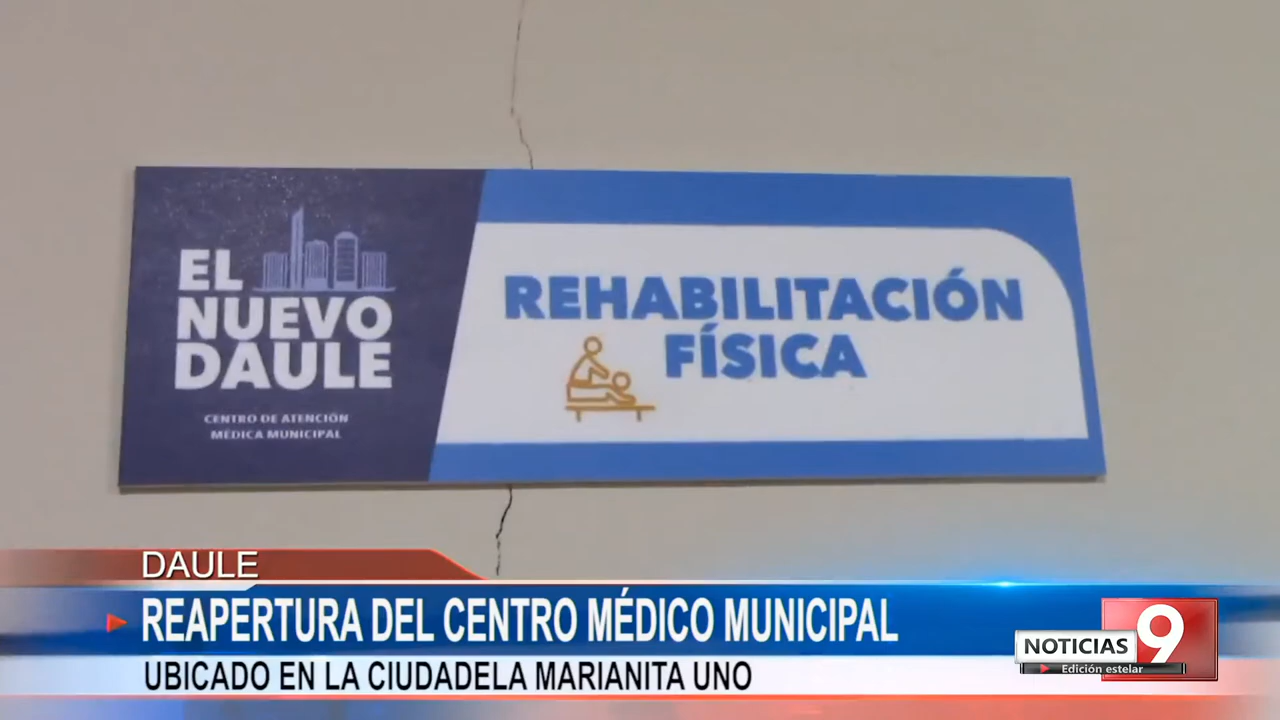 EL
NUEVO
DAULE
CENTRO DE ATENCIÓN
MÉDICA MUNICIPAL
REHABILITACIÓN
FÍSICA
DAULE
REAPERTURA DEL CENTRO MÉDICO MUNICIPAL
UBICADO EN LA CIUDADELA MARIANITA UNO
NOTICIAS 9
Edición estelar